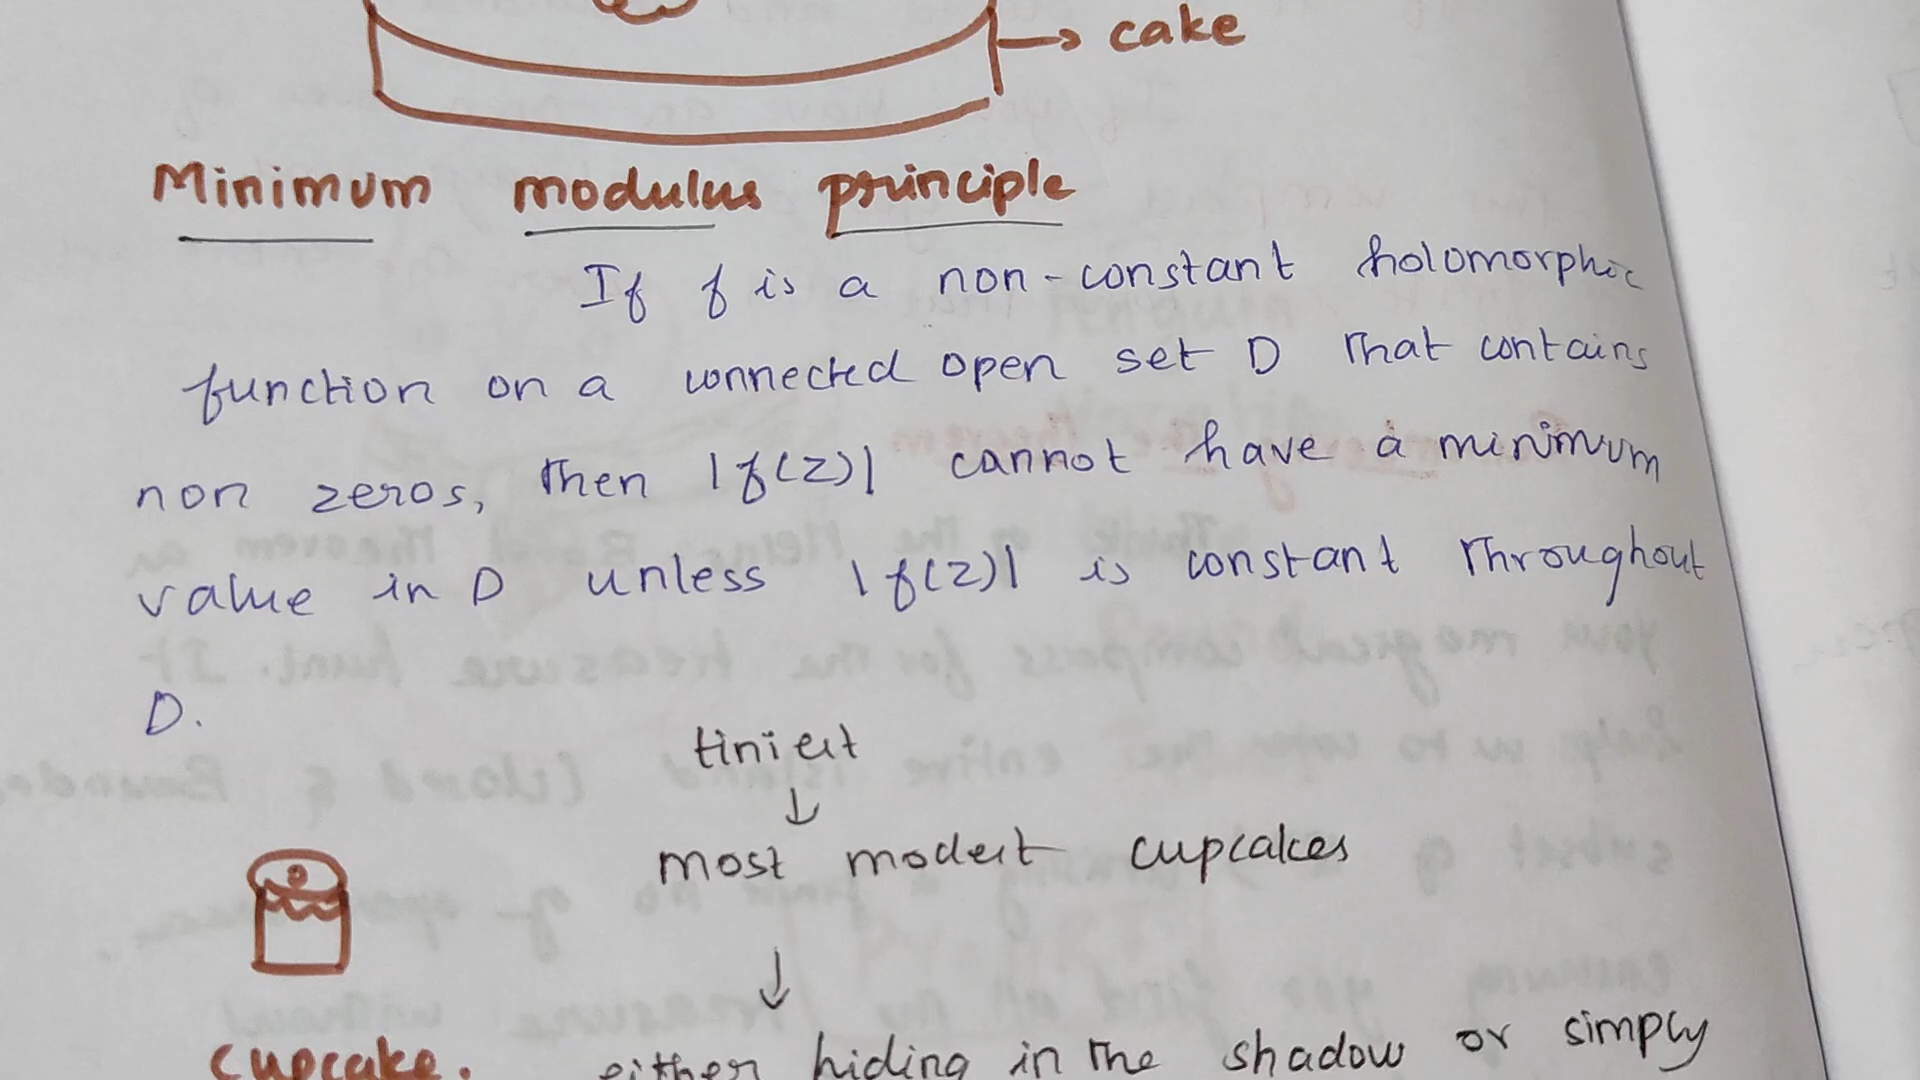 cake
Minimum modulus principle
If f is a non-constant holomorphic
function on a connected open set D that contains
non zeros, then |f(z)| cannot have a minimum
value in D unless |f(z)| is constant throughout
D.
tiniest
↓
most modest cupcakes
↓
cupcake. either hiding in the shadow or simply